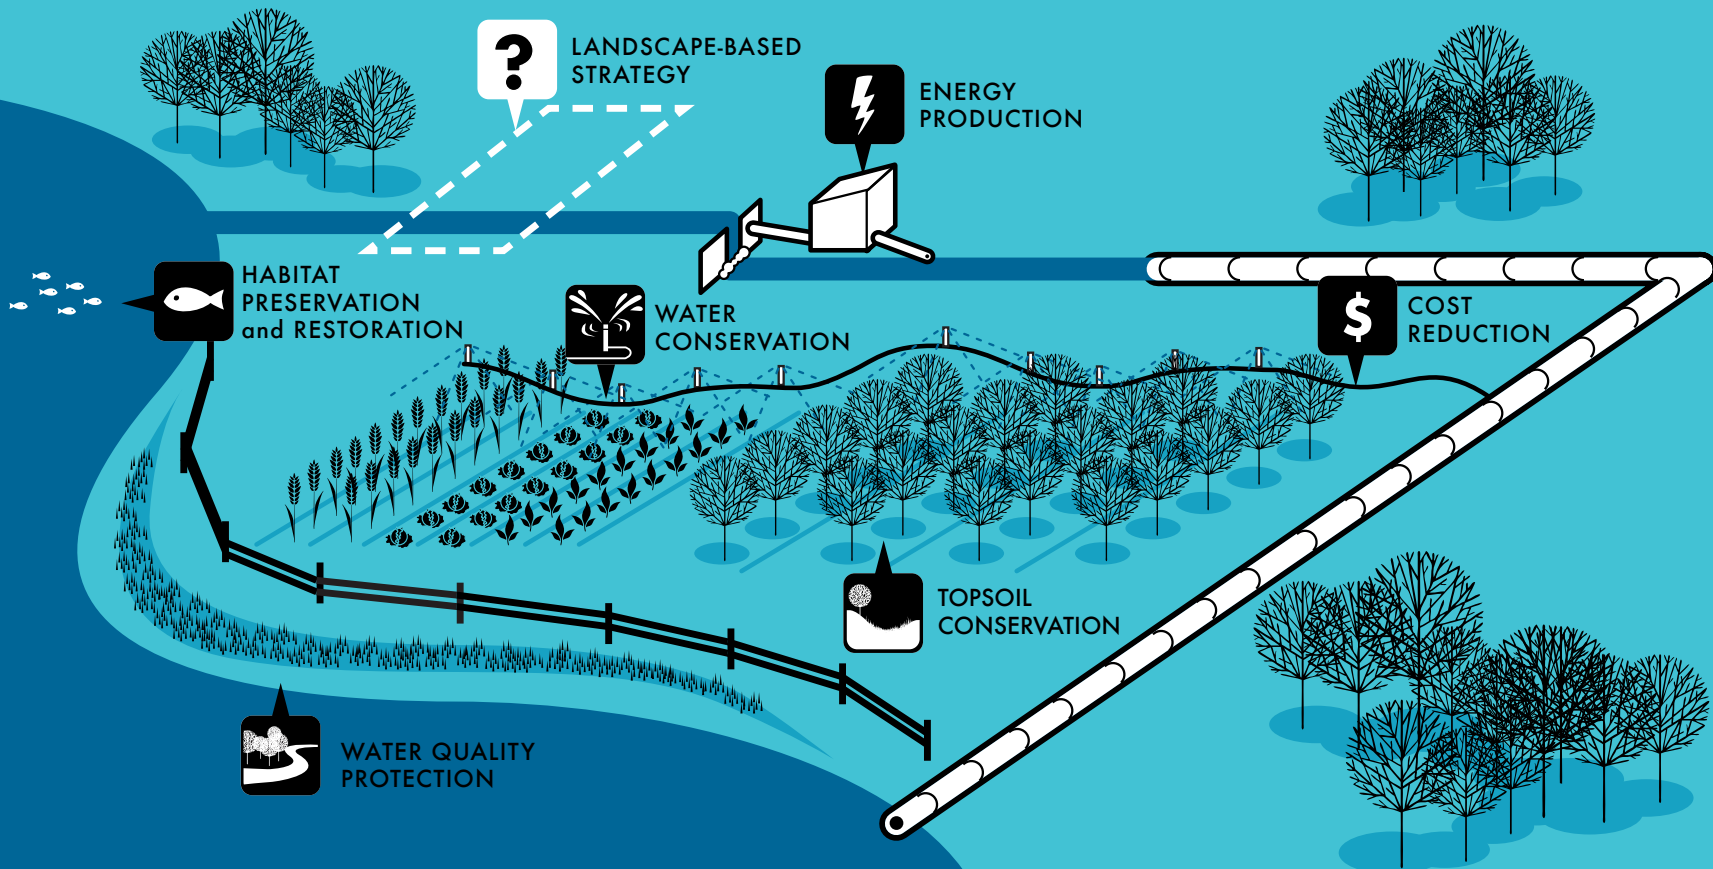 ?
LANDSCAPE-BASED
STRATEGY
ENERGY
PRODUCTION
HABITAT
PRESERVATION
and RESTORATION
WATER
CONSERVATION
$
COST
REDUCTION
TOPSOIL
CONSERVATION
WATER QUALITY
PROTECTION